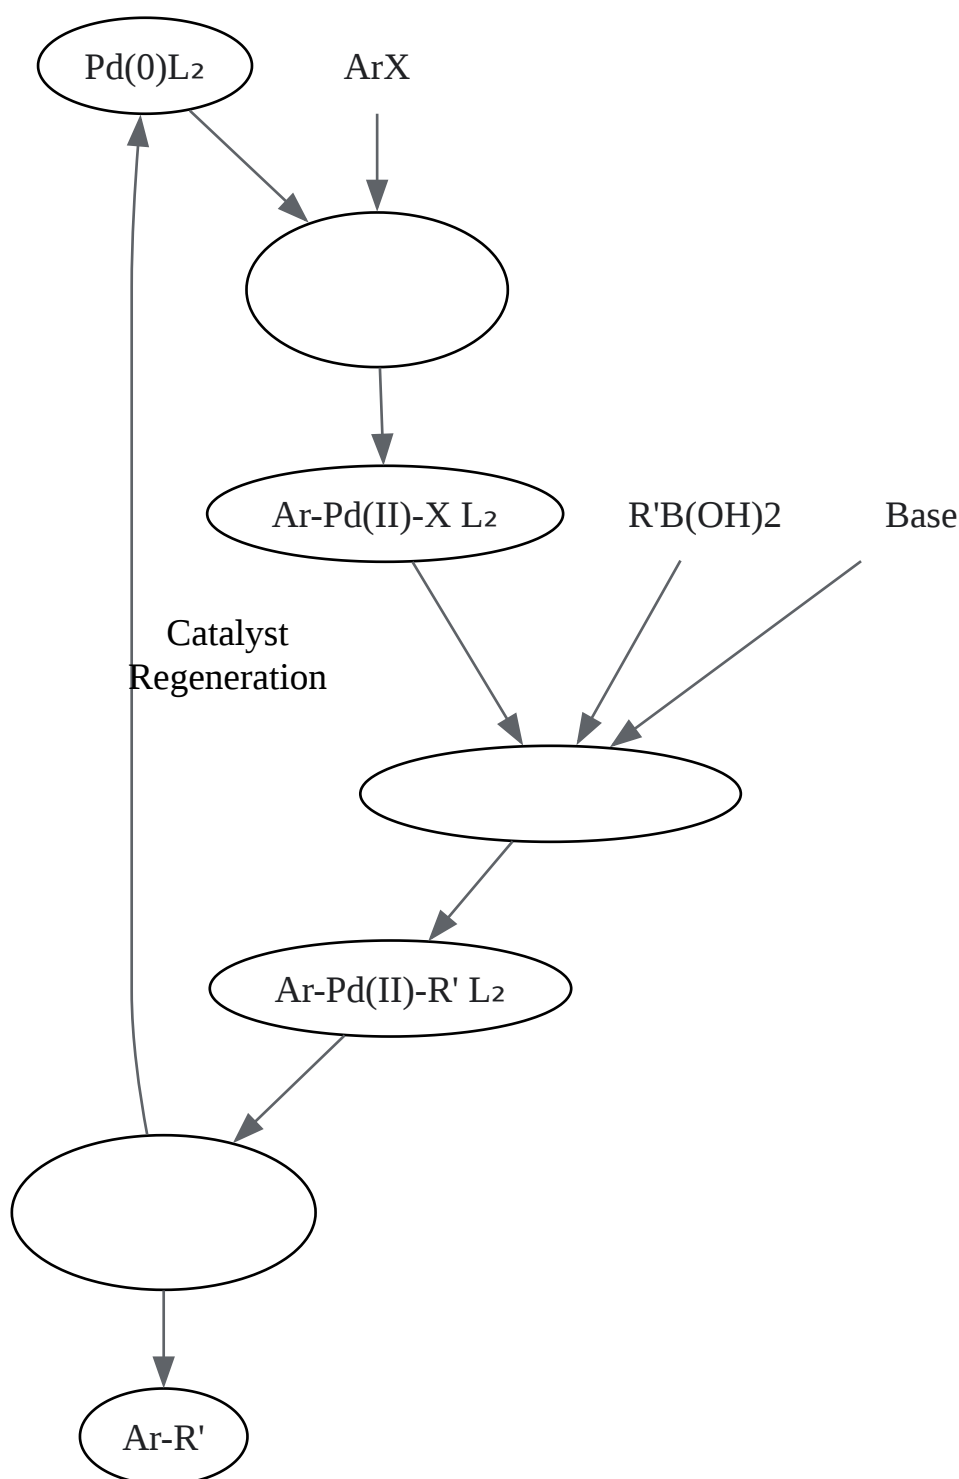 Pd(0)L₂
ArX
Ar-Pd(II)-X L₂
R'B(OH)2
Base
Catalyst
Regeneration
Ar-Pd(II)-R' L₂
Ar-R'